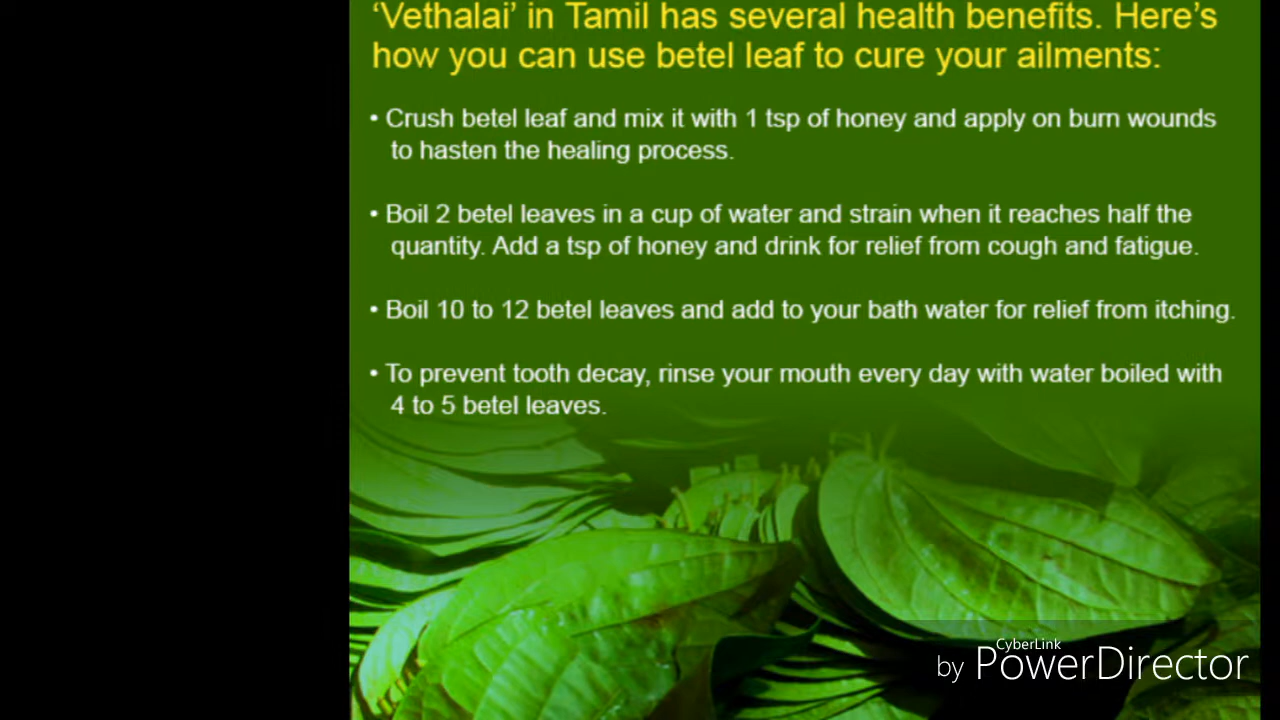 ‘Vethalai’ in Tamil has several health benefits. Here’s
how you can use betel leaf to cure your ailments:
• Crush betel leaf and mix it with 1 tsp of honey and apply on burn wounds
to hasten the healing process.
• Boil 2 betel leaves in a cup of water and strain when it reaches half the
quantity. Add a tsp of honey and drink for relief from cough and fatigue.
• Boil 10 to 12 betel leaves and add to your bath water for relief from itching.
• To prevent tooth decay, rinse your mouth every day with water boiled with
4 to 5 betel leaves.
CyberLink
by PowerDirector